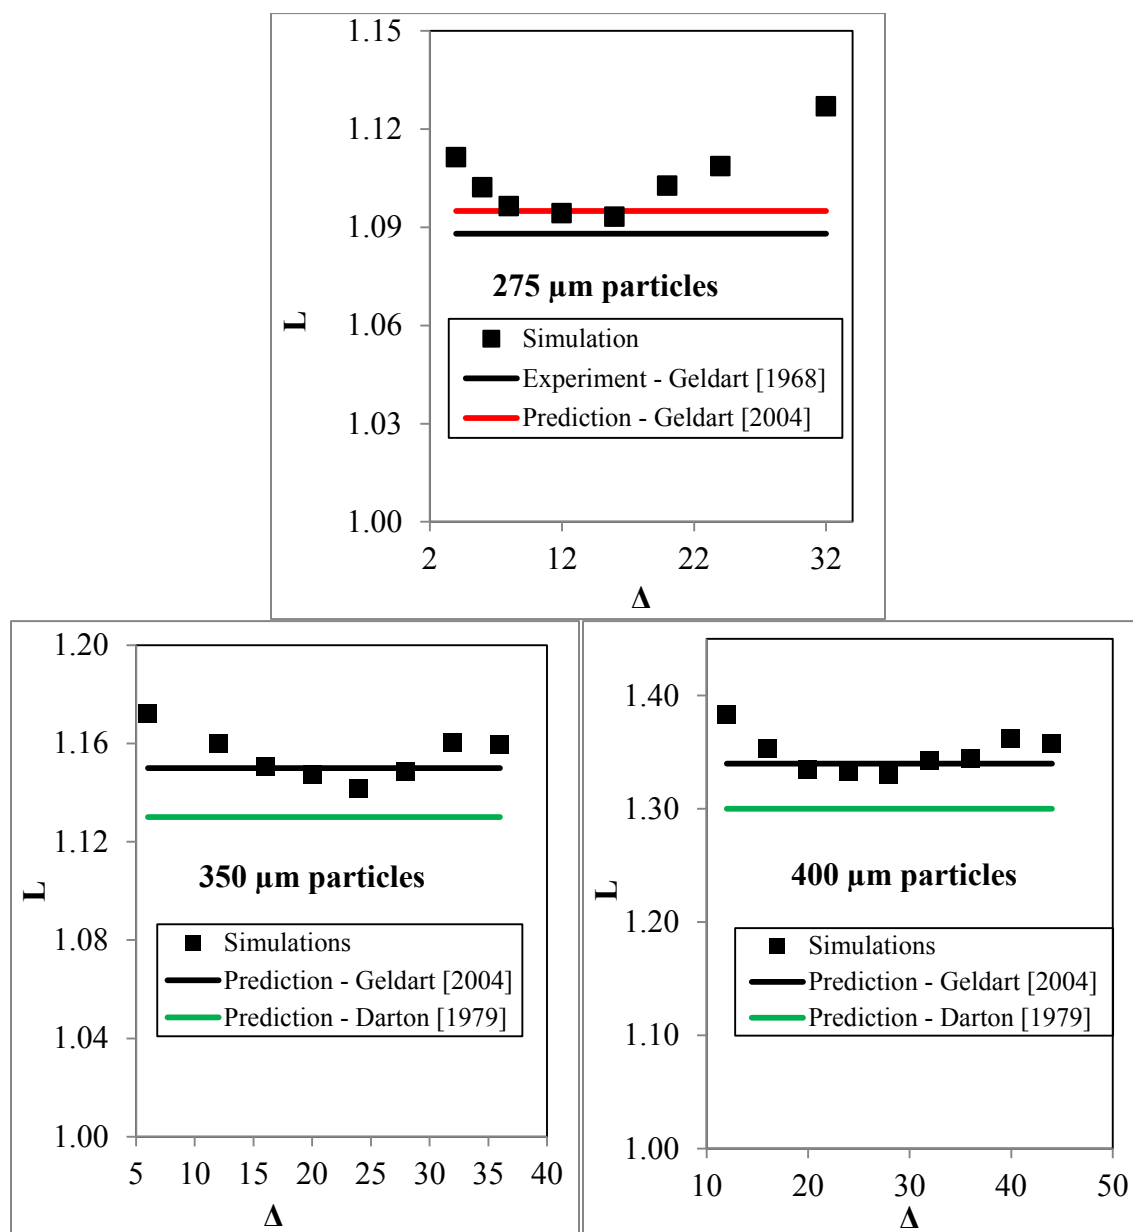 1.15
1.12
1.09
1.06
1.03
1.00
L
275 µm particles
Simulation
Experiment - Geldart [1968]
Prediction - Geldart [2004]
2 12 22 32
Δ
1.20
1.16
1.12
1.08
1.04
1.00
L
350 µm particles
Simulations
Prediction - Geldart [2004]
Prediction - Darton [1979]
5 10 15 20 25 30 35 40
Δ
1.40
1.30
1.20
1.10
1.00
L
400 µm particles
Simulations
Prediction - Geldart [2004]
Prediction - Darton [1979]
10 20 30 40 50
Δ